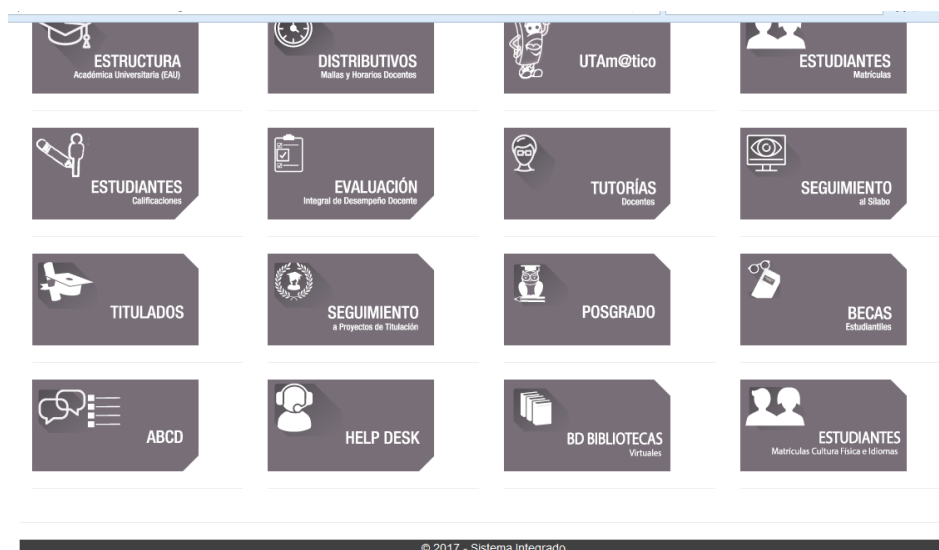 ESTRUCTURA
Académica Universitaria (EAU)
DISTRIBUTIVOS
Mallas y Horarios Docentes
UTAm@tico
ESTUDIANTES
Matrículas
ESTUDIANTES
Calificaciones
EVALUACIÓN
Integral de Desempeño Docente
TUTORÍAS
Docentes
SEGUIMIENTO
al Sílabo
TITULADOS
SEGUIMIENTO
a Proyectos de Titulación
POSGRADO
BECAS
Estudiantiles
ABCD
HELP DESK
BD BIBLIOTECAS
Virtuales
ESTUDIANTES
Matrículas Cultura Física e Idiomas
© 2017 - Sistema Integrado